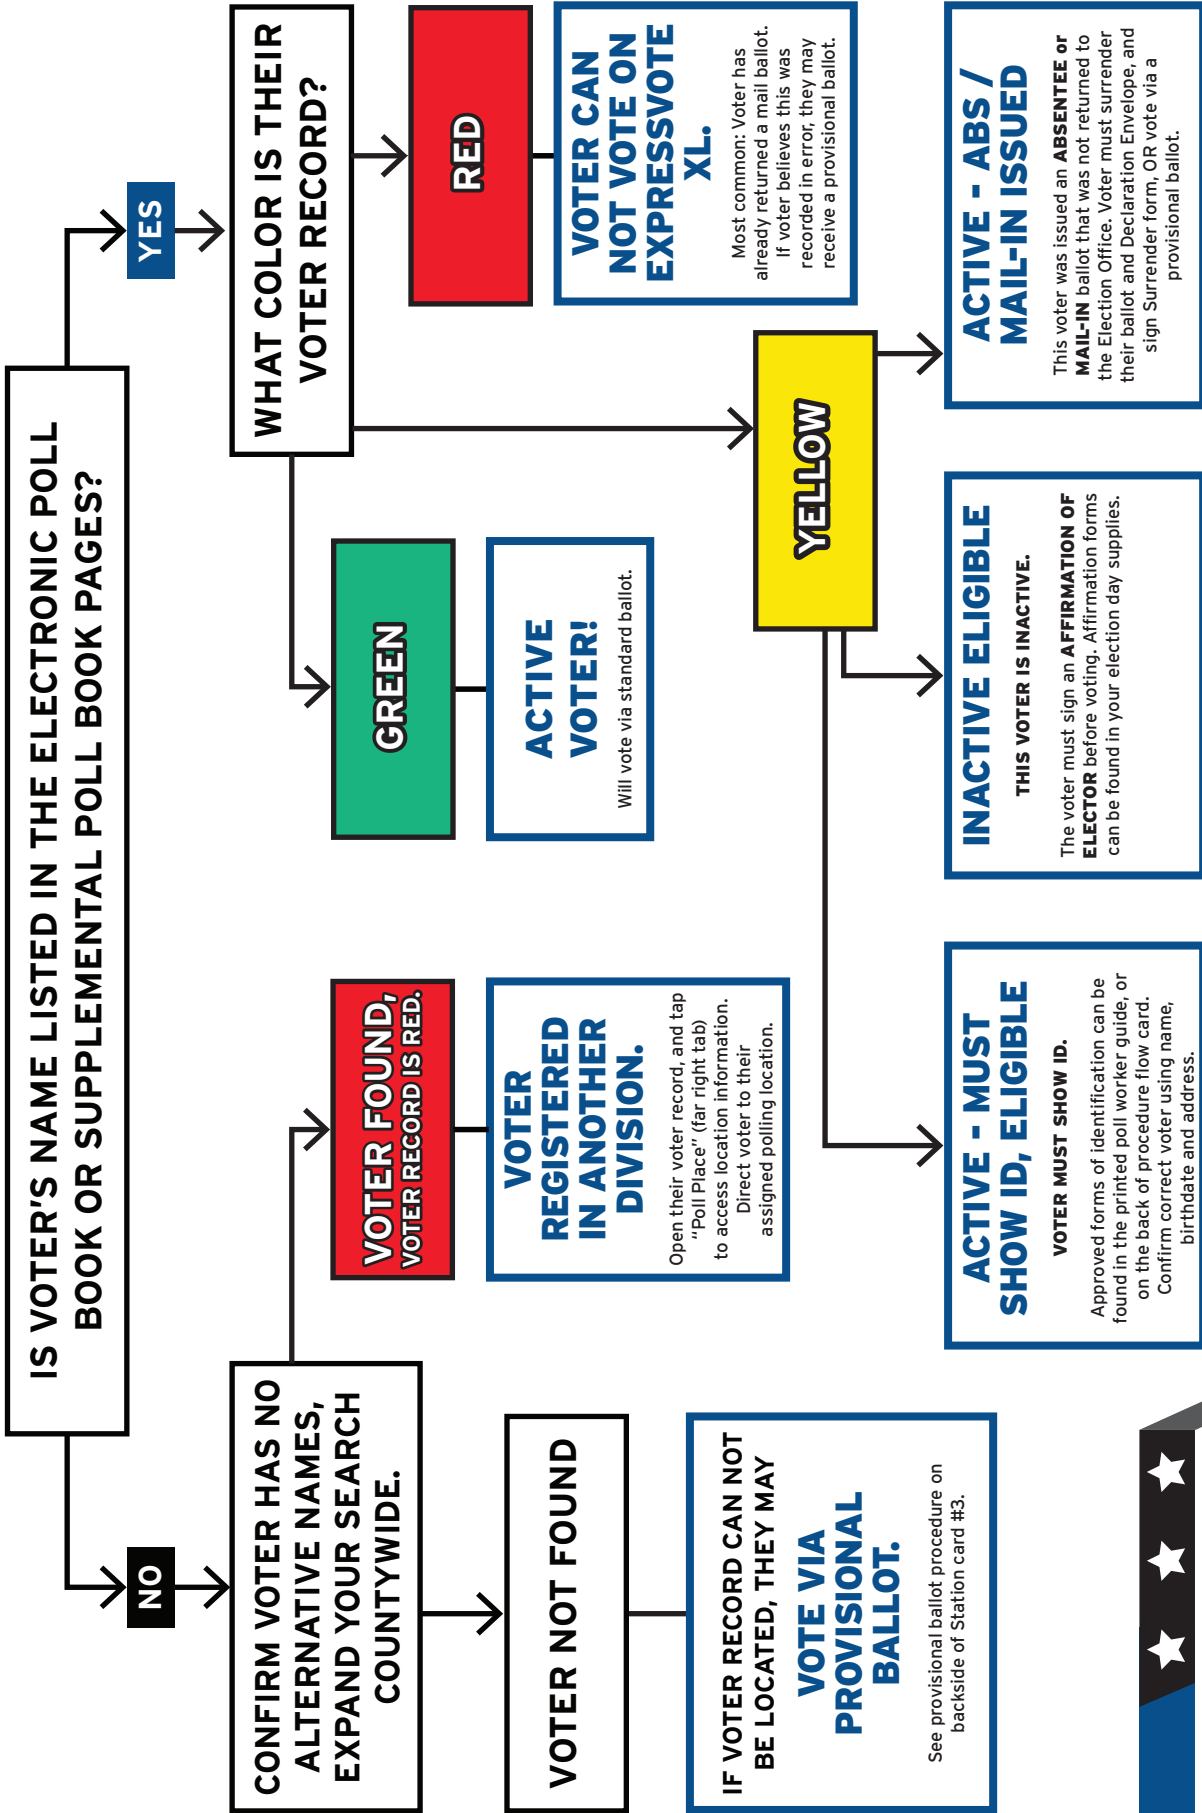 IS VOTER'S NAME LISTED IN THE ELECTRONIC POLL
BOOK OR SUPPLEMENTAL POLL BOOK PAGES?
NO
YES
CONFIRM VOTER HAS NO
ALTERNATIVE NAMES,
EXPAND YOUR SEARCH
COUNTYWIDE.
VOTER NOT FOUND
IF VOTER RECORD CAN NOT
BE LOCATED, THEY MAY
VOTE VIA
PROVISIONAL
BALLOT.
See provisional ballot procedure on
backside of Station card #3.
VOTER FOUND,
VOTER RECORD IS RED.
VOTER
REGISTERED
IN ANOTHER
DIVISION.
Open their voter record, and tap
“Poll Place” (far right tab)
to access location information.
Direct voter to their
assigned polling location.
WHAT COLOR IS THEIR
VOTER RECORD?
GREEN
ACTIVE
VOTER!
Will vote via standard ballot.
RED
VOTER CAN
NOT VOTE ON
EXPRESSVOTE
XL.
Most common: Voter has
already returned a mail ballot.
If voter believes this was
recorded in error, they may
receive a provisional ballot.
YELLOW
ACTIVE - MUST
SHOW ID, ELIGIBLE
VOTER MUST SHOW ID.
Approved forms of identification can be
found in the printed poll worker guide, or
on the back of procedure flow card.
Confirm correct voter using name,
birthdate and address.
INACTIVE ELIGIBLE
THIS VOTER IS INACTIVE.
The voter must sign an AFFIRMATION OF
ELECTOR before voting. Affirmation forms
can be found in your election day supplies.
ACTIVE - ABS /
MAIL-IN ISSUED
This voter was issued an ABSENTEE or
MAIL-IN ballot that was not returned to
the Election Office. Voter must surrender
their ballot and Declaration Envelope, and
sign Surrender form, OR vote via a
provisional ballot.